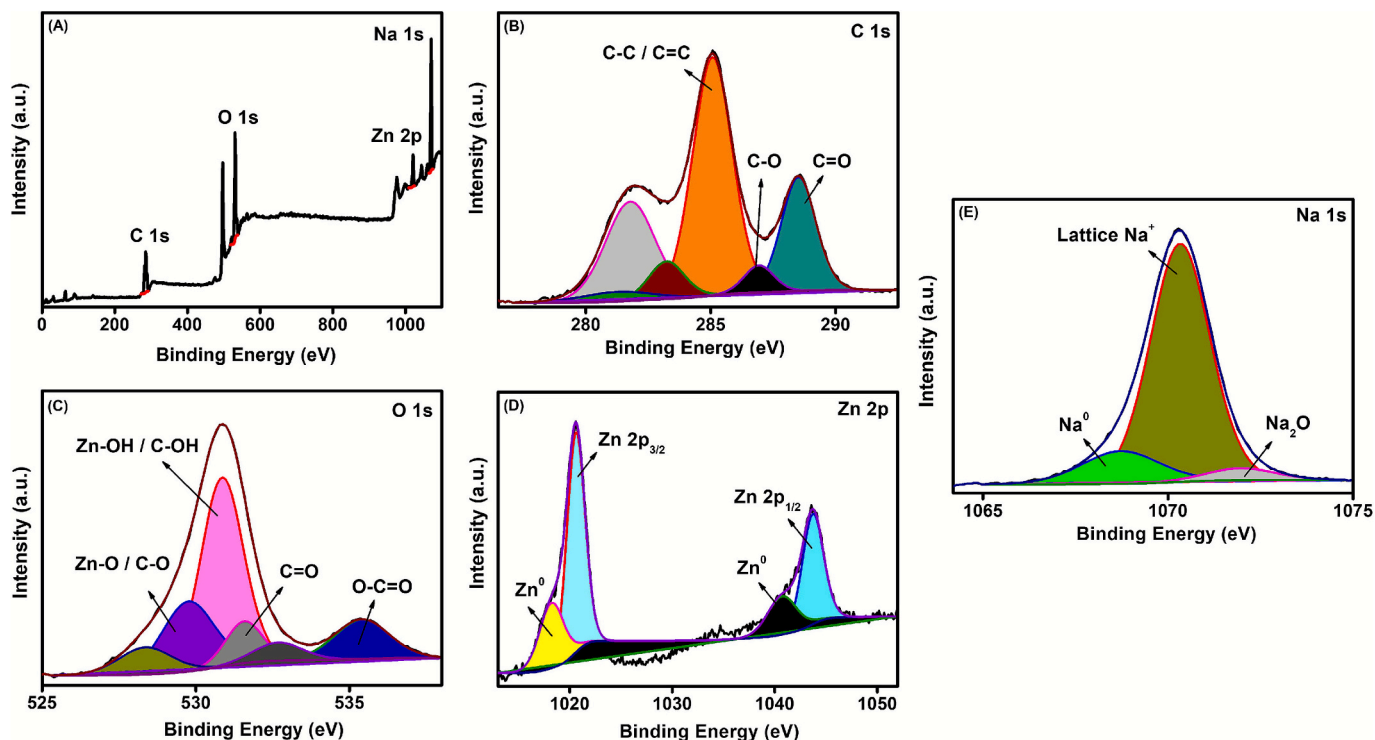 (A)
Na 1s
O 1s
Zn 2p
C 1s
Intensity (a.u.)
0 200 400 600 800 1000
Binding Energy (eV)
(B)
C 1s
C-C / C=C
C-O
C=O
Intensity (a.u.)
280 285 290
Binding Energy (eV)
(C)
O 1s
Zn-OH / C-OH
Zn-O / C-O
C=O
O-C=O
Intensity (a.u.)
525 530 535
Binding Energy (eV)
(D)
Zn 2p
Zn 2p3/2
Zn 2p1/2
Zn⁰
Zn⁰
Intensity (a.u.)
1020 1030 1040 1050
Binding Energy (eV)
(E)
Na 1s
Lattice Na⁺
Na⁰
Na₂O
Intensity (a.u.)
1065 1070 1075
Binding Energy (eV)